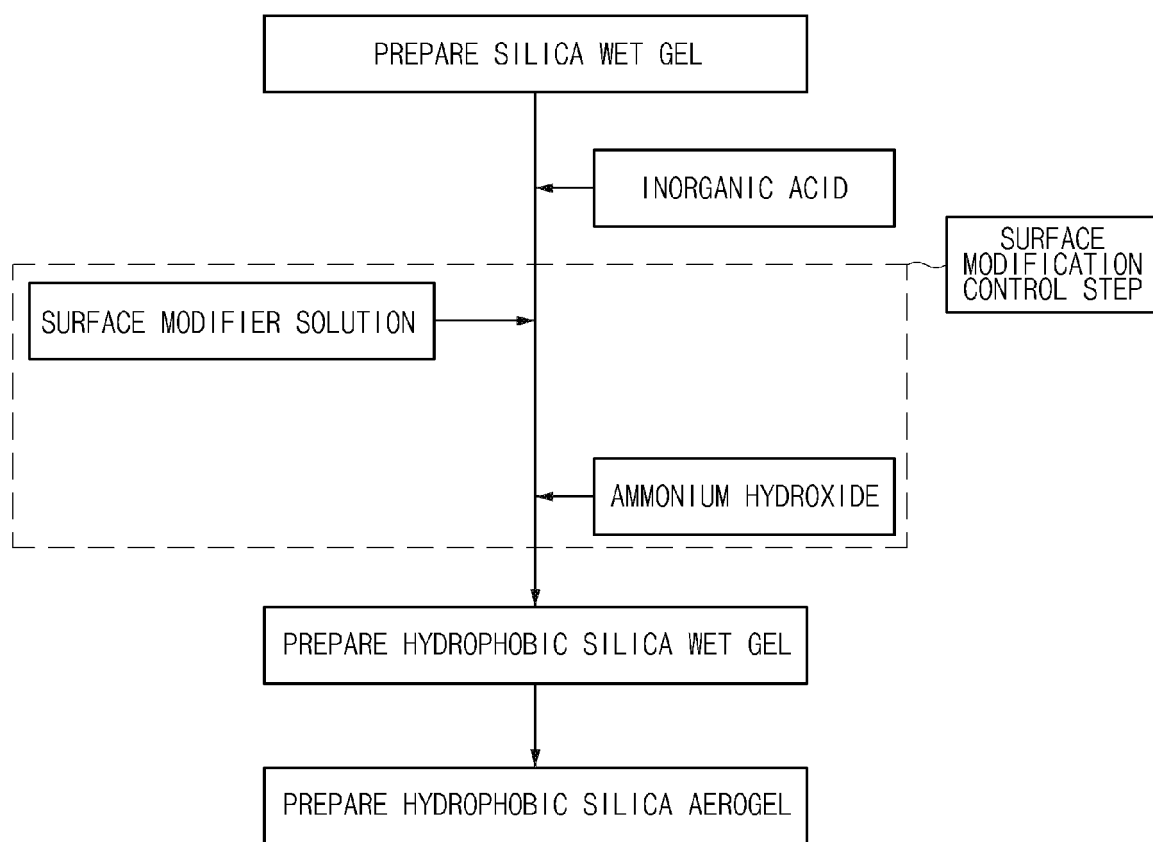 PREPARE SILICA WET GEL
INORGANIC ACID
SURFACE
MODIFICATION
CONTROL STEP
SURFACE MODIFIER SOLUTION
AMMONIUM HYDROXIDE
PREPARE HYDROPHOBIC SILICA WET GEL
PREPARE HYDROPHOBIC SILICA AEROGEL